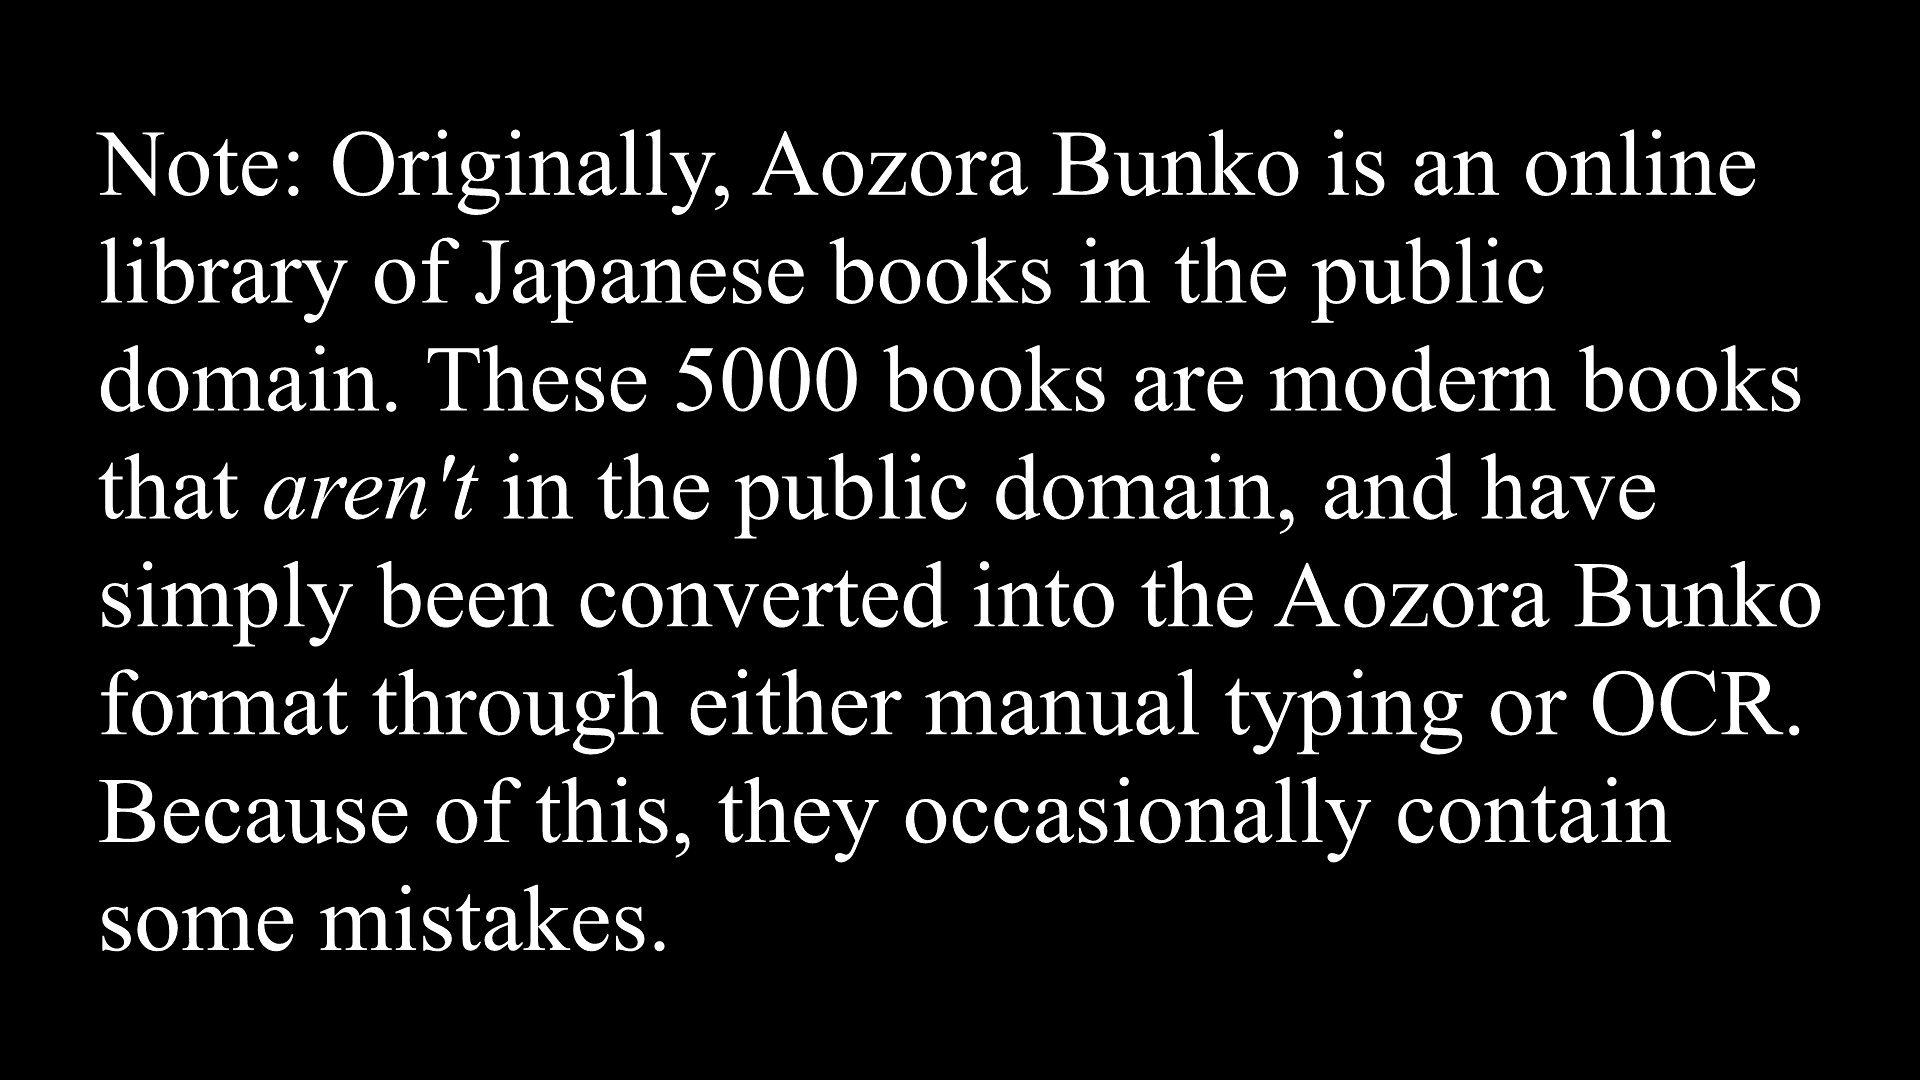 Note: Originally, Aozora Bunko is an online
library of Japanese books in the public
domain. These 5000 books are modern books
that aren't in the public domain, and have
simply been converted into the Aozora Bunko
format through either manual typing or OCR.
Because of this, they occasionally contain
some mistakes.